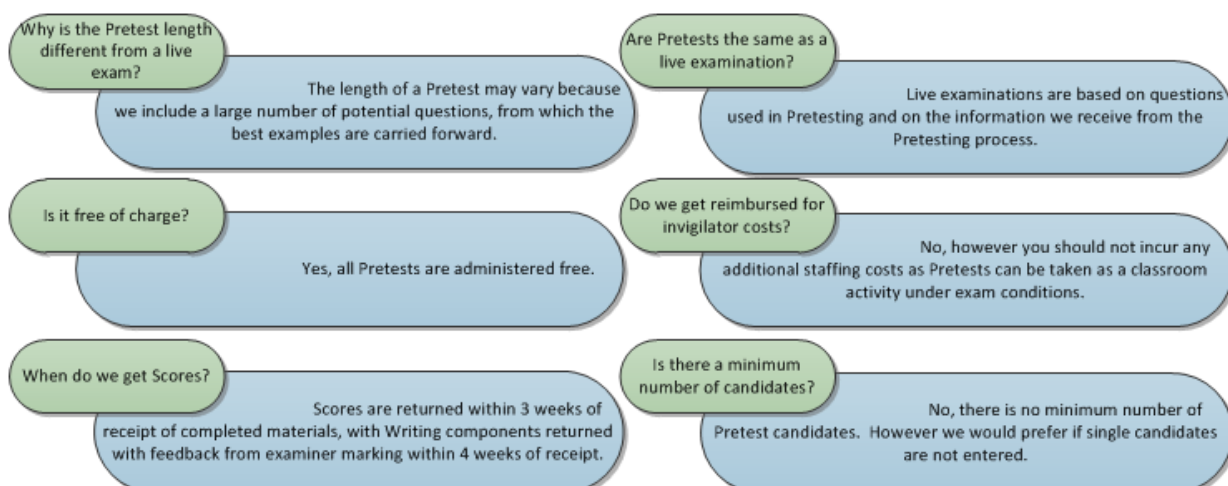 Why is the Pretest length
different from a live
exam?
The length of a Pretest may vary because
we include a large number of potential questions, from which the
best examples are carried forward.
Are Pretests the same as a
live examination?
Live examinations are based on questions
used in Pretesting and on the information we receive from the
Pretesting process.
Is it free of charge?
Yes, all Pretests are administered free.
Do we get reimbursed for
invigilator costs?
No, however you should not incur any
additional staffing costs as Pretests can be taken as a classroom
activity under exam conditions.
When do we get Scores?
Scores are returned within 3 weeks of
receipt of completed materials, with Writing components returned
with feedback from examiner marking within 4 weeks of receipt.
Is there a minimum
number of candidates?
No, there is no minimum number of
Pretest candidates.  However we would prefer if single candidates
are not entered.